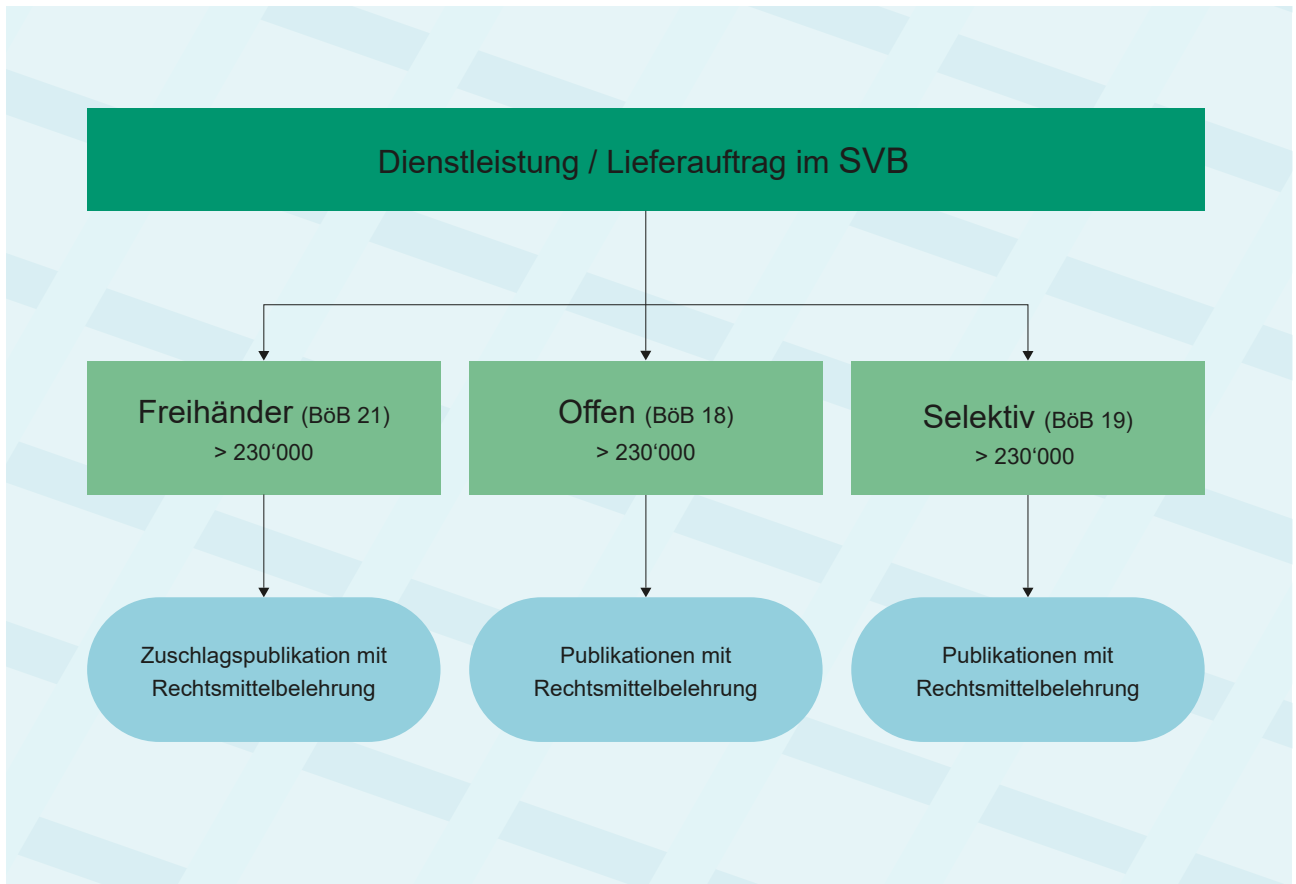 Dienstleistung / Lieferauftrag im SVB
Freihänder (BöB 21)
> 230‘000
Offen (BöB 18)
> 230‘000
Selektiv (BöB 19)
> 230‘000
Zuschlagspublikation mit
Rechtsmittelbelehrung
Publikationen mit
Rechtsmittelbelehrung
Publikationen mit
Rechtsmittelbelehrung